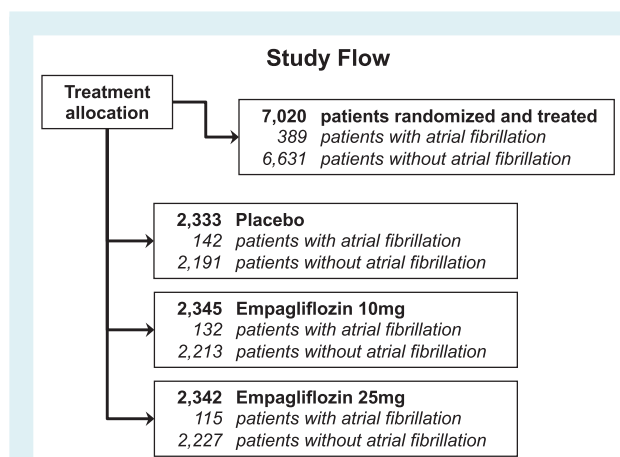 Study Flow
Treatment
allocation
7,020 patients randomized and treated
389 patients with atrial fibrillation
6,631 patients without atrial fibrillation
2,333 Placebo
142 patients with atrial fibrillation
2,191 patients without atrial fibrillation
2,345 Empagliflozin 10mg
132 patients with atrial fibrillation
2,213 patients without atrial fibrillation
2,342 Empagliflozin 25mg
115 patients with atrial fibrillation
2,227 patients without atrial fibrillation